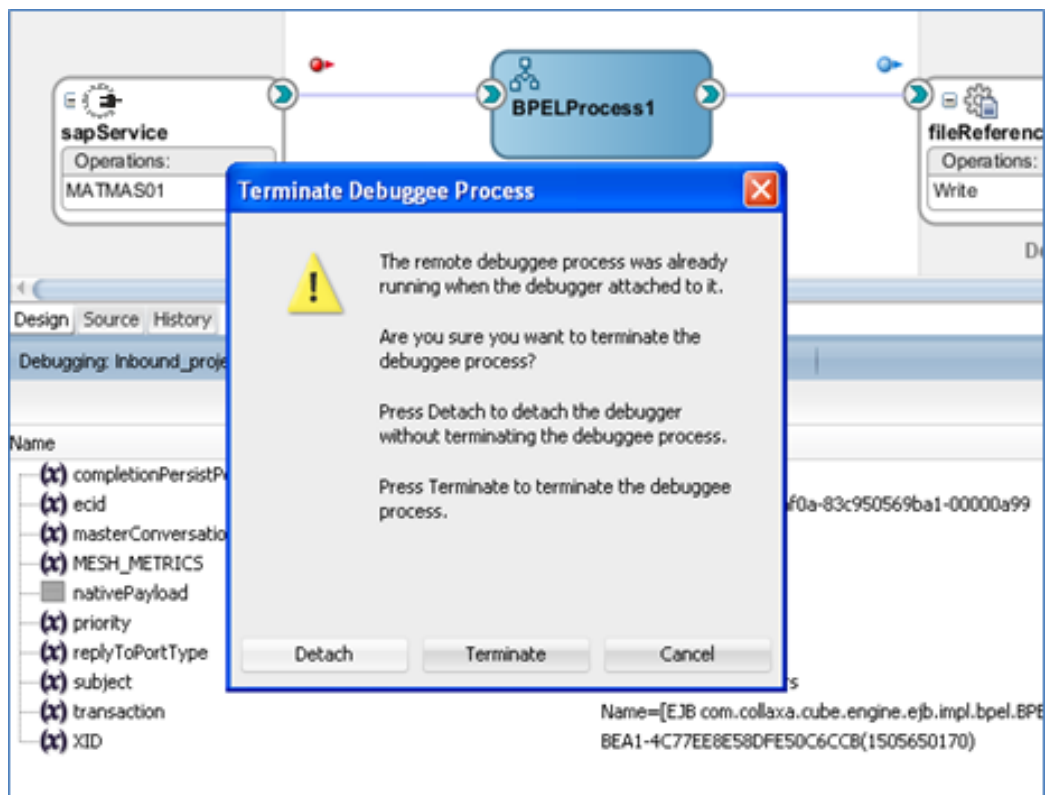 BPELProcess1
sapService
Operations:
MATMAS01
fileReferenc
Operations:
Write
Terminate Debuggee Process
The remote debuggee process was already
running when the debugger attached to it.
Are you sure you want to terminate the
debuggee process?
Press Detach to detach the debugger
without terminating the debuggee process.
Press Terminate to terminate the debuggee
process.
Detach Terminate Cancel
Design Source History
Debugging: Inbound_proje
Name
completionPersistPo
ecid f0a-83c950569ba1-00000a99
masterConversatio
MESH_METRICS
nativePayload
priority
replyToPortType
subject rs
transaction Name=[EJB com.collaxa.cube.engine.ejb.impl.bpel.BPE
XID BEA1-4C77EE8E58DFE50C6CCB(1505650170)